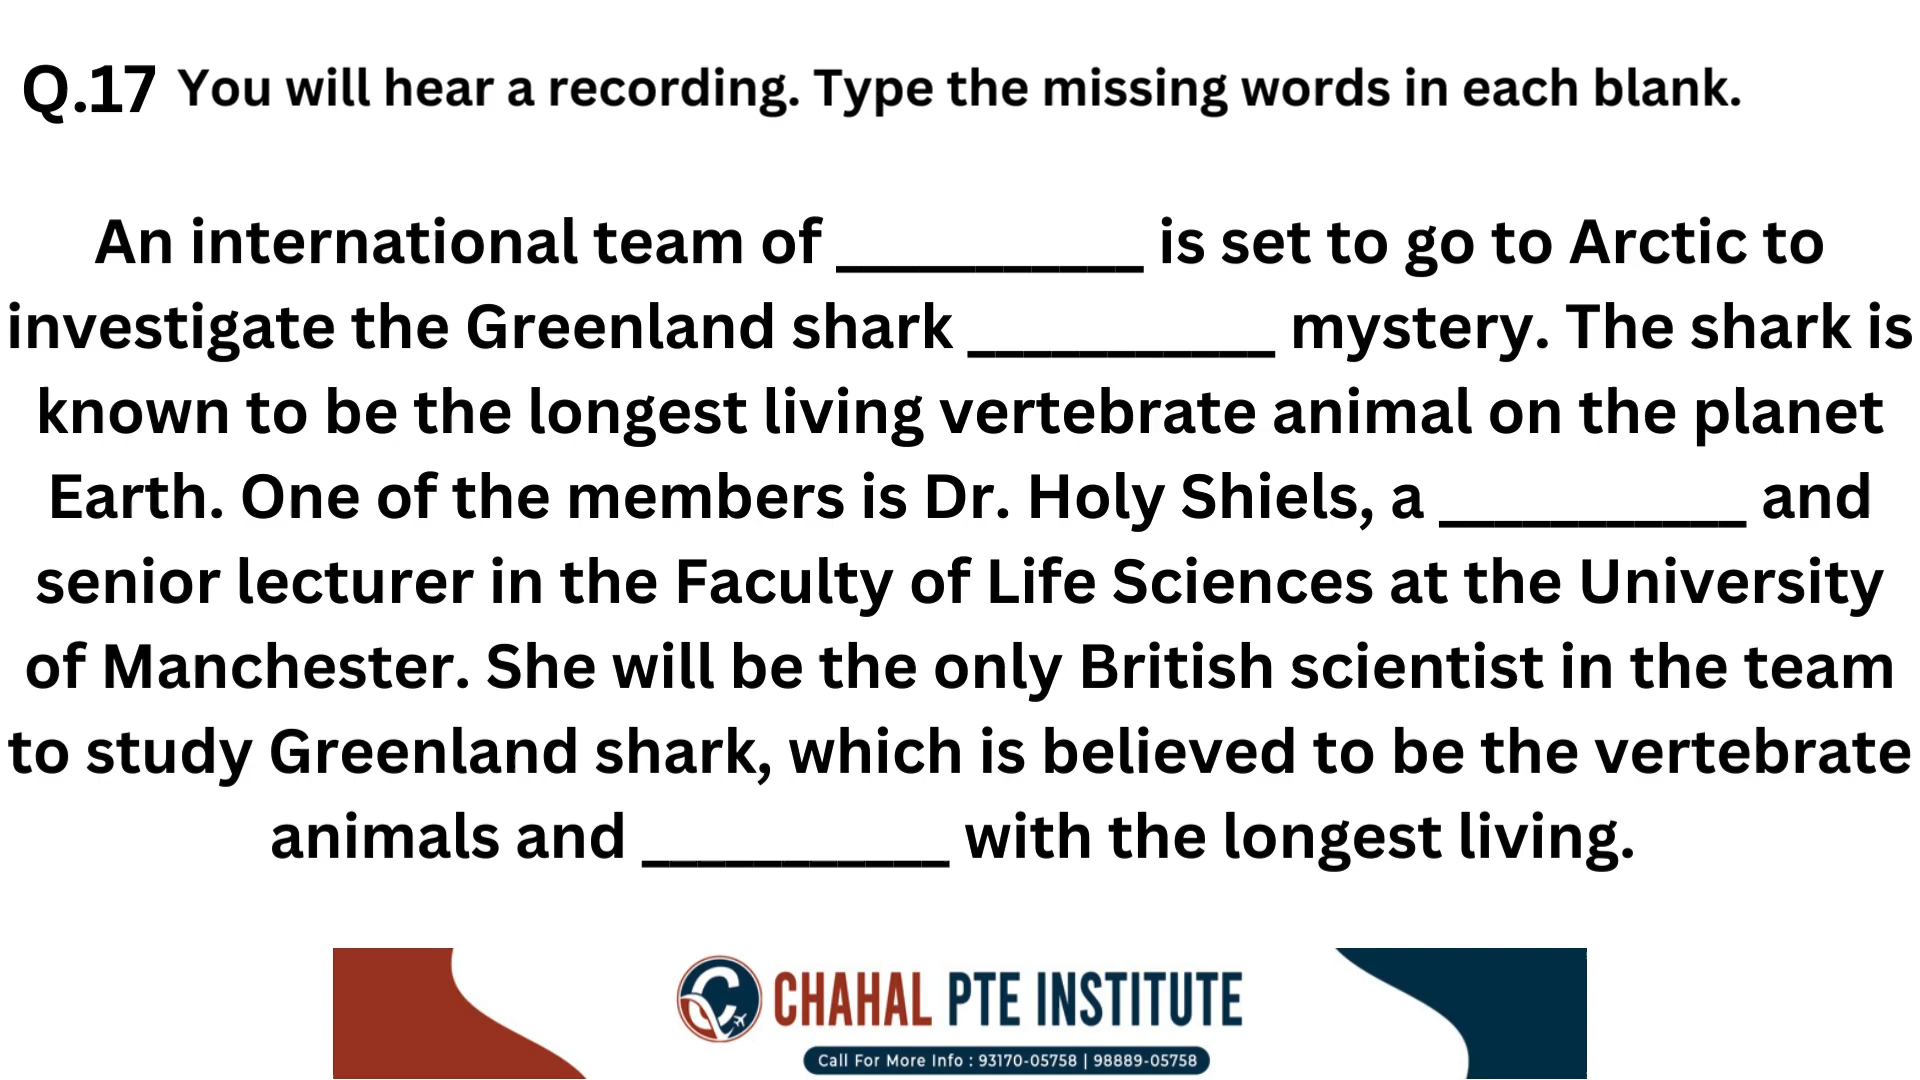 Q.17 You will hear a recording. Type the missing words in each blank.
An international team of ___________ is set to go to Arctic to
investigate the Greenland shark ___________ mystery. The shark is
known to be the longest living vertebrate animal on the planet
Earth. One of the members is Dr. Holy Shiels, a ___________ and
senior lecturer in the Faculty of Life Sciences at the University
of Manchester. She will be the only British scientist in the team
to study Greenland shark, which is believed to be the vertebrate
animals and ___________ with the longest living.
CHAHAL PTE INSTITUTE
Call For More Info : 93170-05758 | 98889-05758